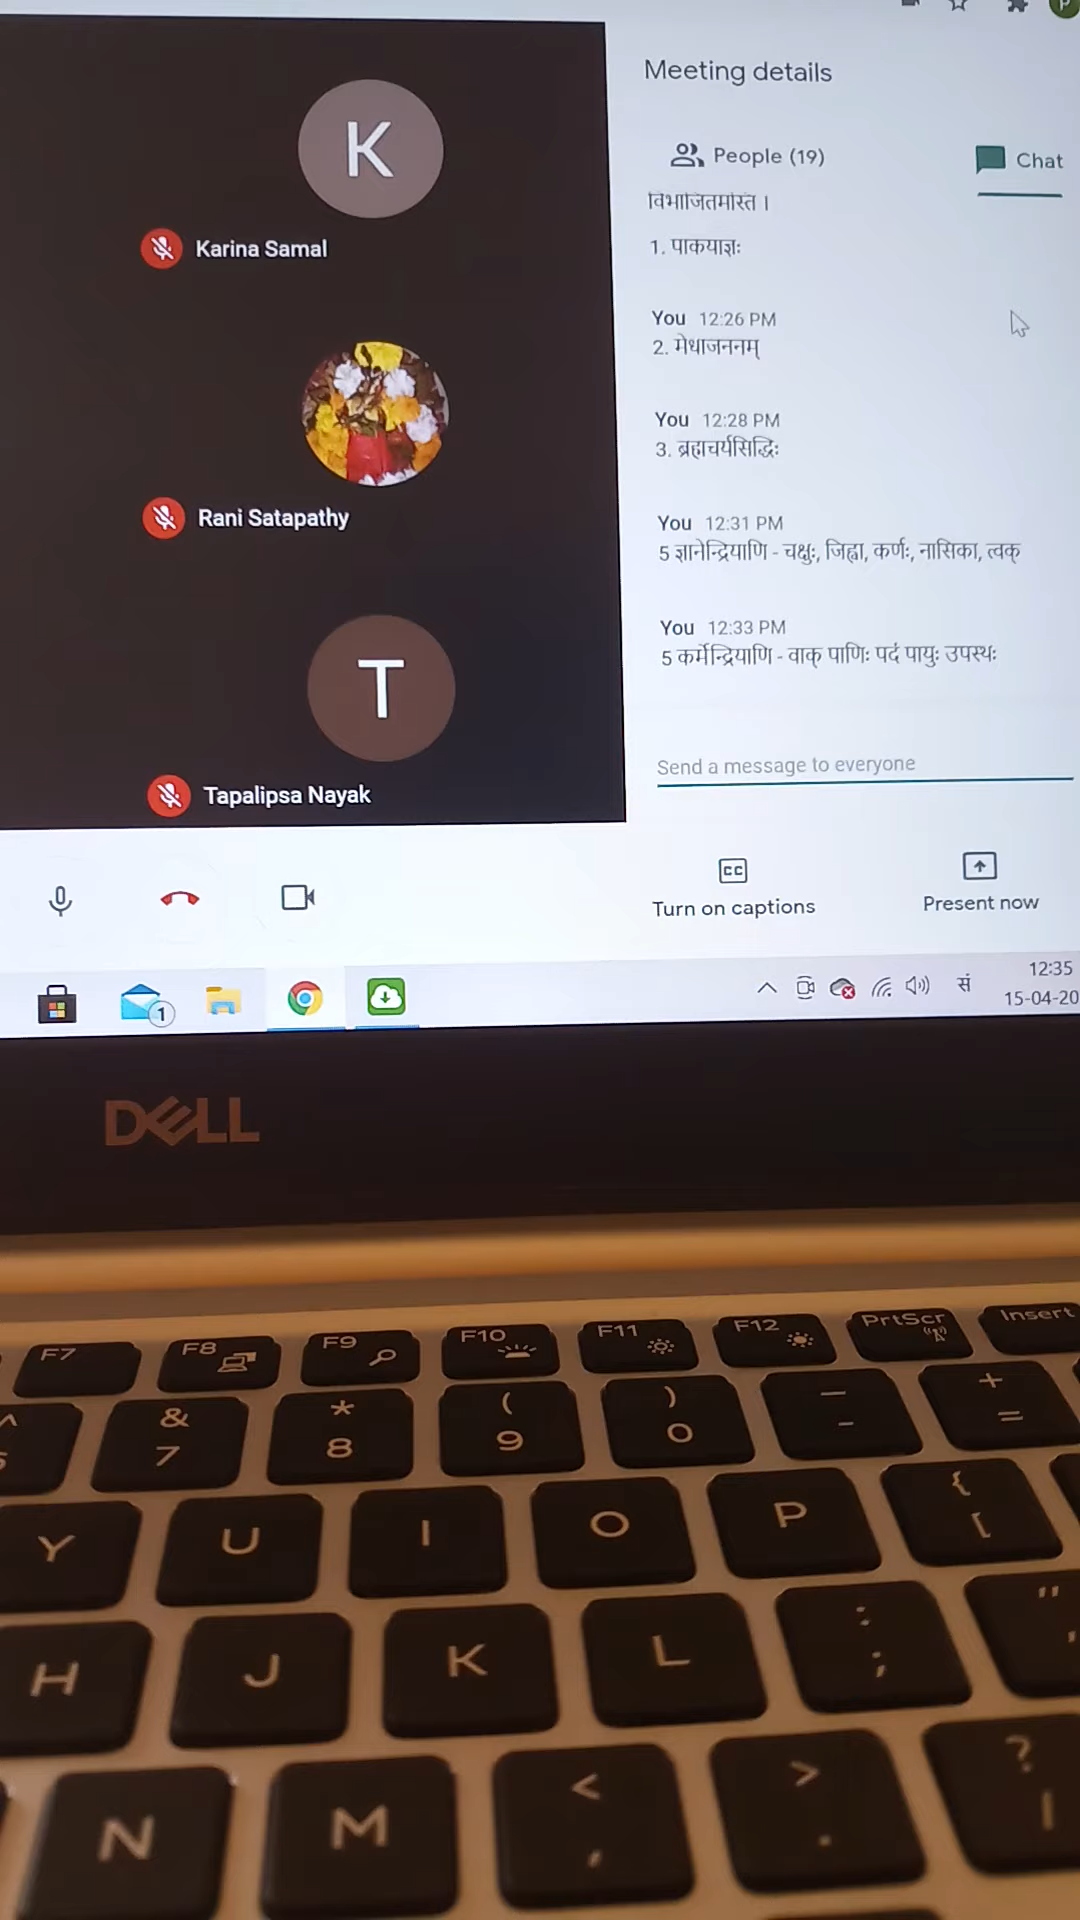 P
Meeting details
People (19)
Chat
K
विभाजितमस्ति ।
1. पाकयाज्ञः
Karina Samal
You 12:26 PM
2. मेधाजननम्
You 12:28 PM
3. ब्रह्मचर्यसिद्धिः
Rani Satapathy
You 12:31 PM
5 ज्ञानेन्द्रियाणि - चक्षुः, जिह्वा, कर्णः, नासिका, त्वक्
You 12:33 PM
5 कर्मेन्द्रियाणि - वाक् पाणिः पदं पायुः उपस्थः
T
Send a message to everyone
Tapalipsa Nayak
CC
Turn on captions
Present now
1
सं
12:35
15-04-20
DELL
F7 F8 F9 F10 F11 F12 PrtScr Insert
^ & * ( ) — +
7 8 9 0 - =
Y U I O P { [
H J K L : ; " ,
N M < , > . ? /